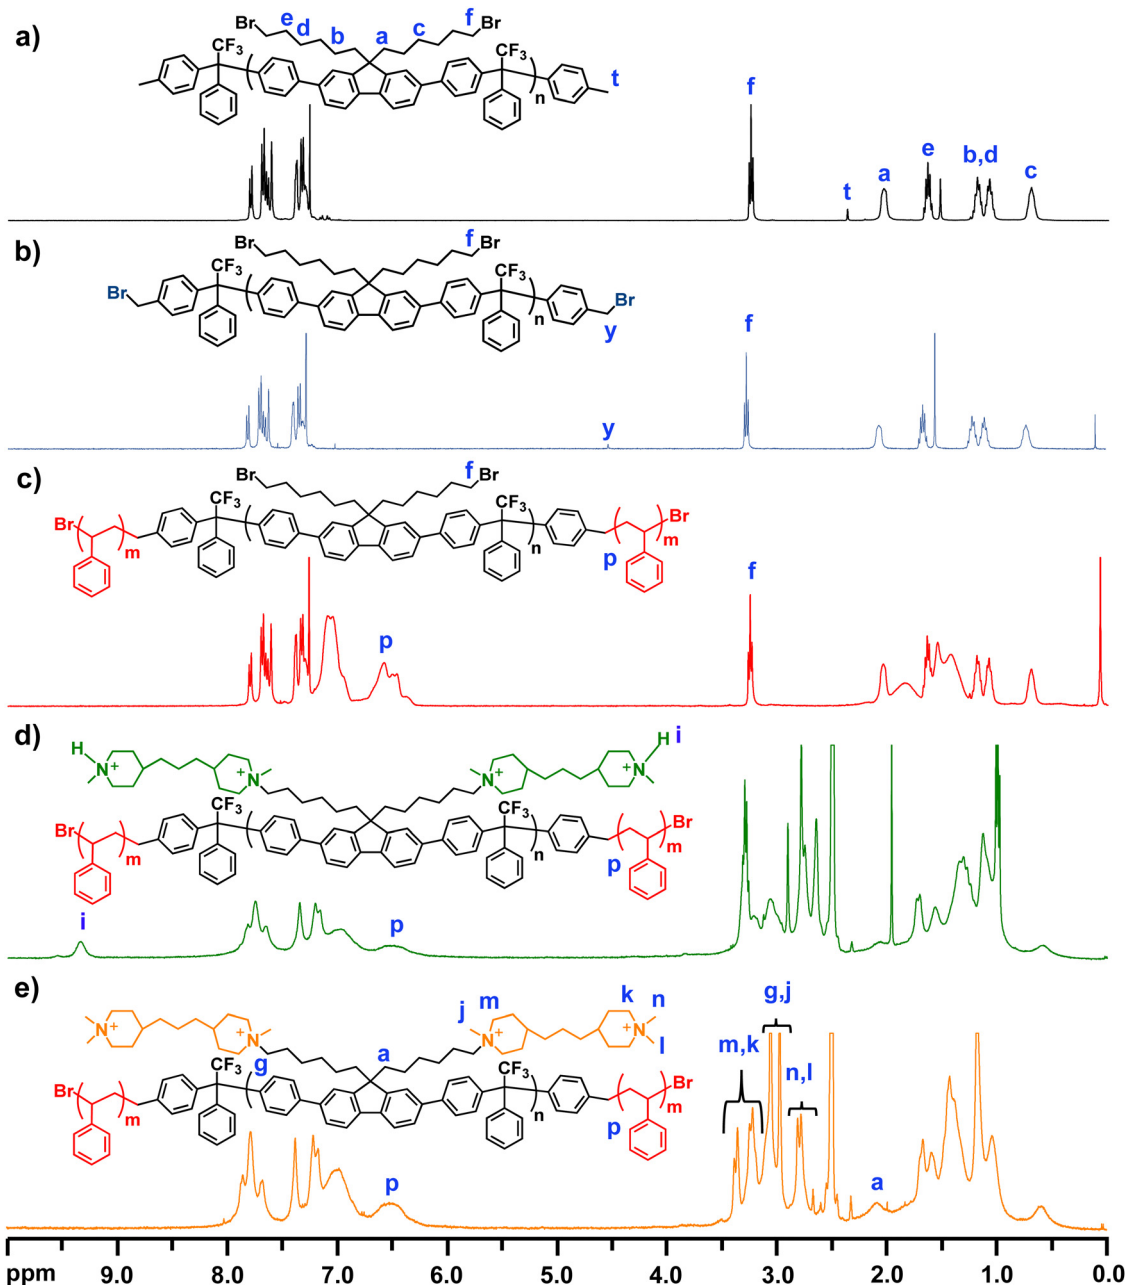 a)
Br e d b a c f Br
CF3 CF3
n t
f
e b,d
a c
t
b)
Br f Br
CF3 CF3
Br n Br
y
f
y
c)
Br f Br
CF3 CF3
Br m n m Br
p
f
p
d)
H i
N+ N+ N+ N+
CF3 CF3
Br m n m Br
p
i
p
e)
j m k n
N+ N+ N+ N+
l
g a
CF3 CF3
Br m n m Br
p
g,j
m,k
n,l
p a
ppm 9.0 8.0 7.0 6.0 5.0 4.0 3.0 2.0 1.0 0.0